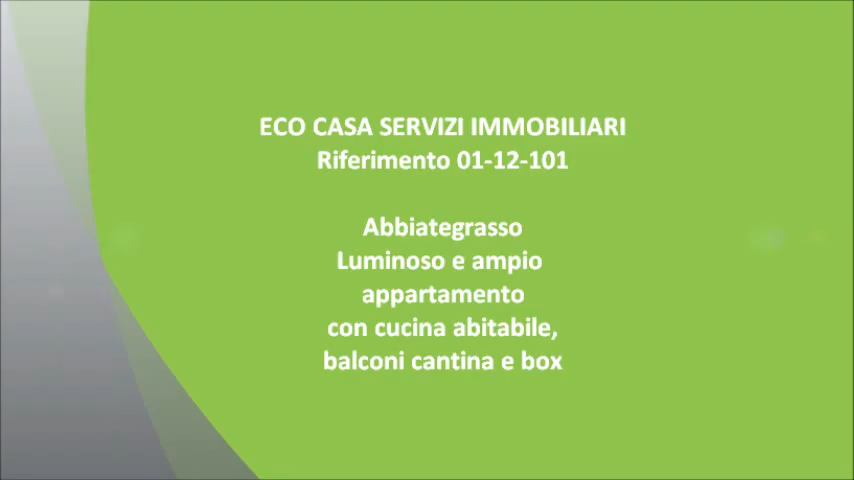 ECO CASA SERVIZI IMMOBILIARI
Riferimento 01-12-101
Abbiategrasso
Luminoso e ampio
appartamento
con cucina abitabile,
balconi cantina e box